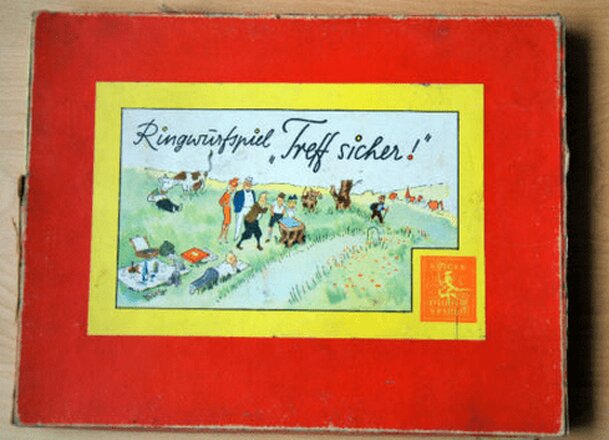 Ringwurfspiel „Treff sicher!"